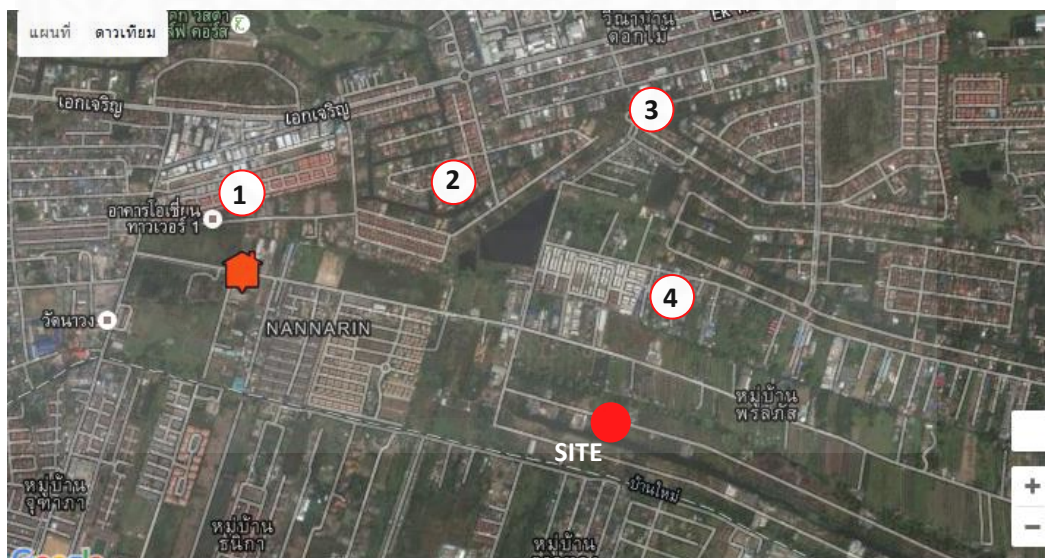 แผนที่ ดาวเทียม
วีณาบ้าน
ดอกไม้
เอกเจริญ
เอกเจริญ
3
2
1
อาคารโอเชี่ยน
ทาวเวอร์ 1
4
วัดนาวง
NANNARIN
หมู่บ้าน
พรสภัส
SITE
หมู่บ้าน
จุฑาภา
บ้านใหม่
+
หมู่บ้าน
ธนิกา
หมู่บ้าน
−
Google